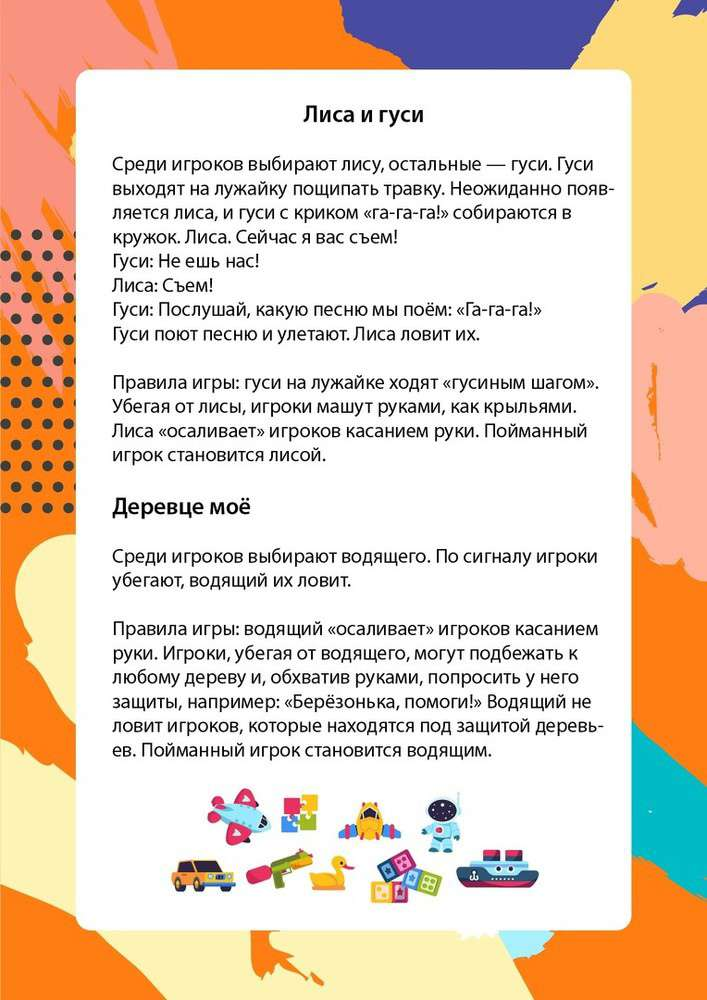 Лиса и гуси
Среди игроков выбирают лису, остальные — гуси. Гуси
выходят на лужайку пощипать травку. Неожиданно появ-
ляется лиса, и гуси с криком «га-га-га!» собираются в
кружок. Лиса. Сейчас я вас съем!
Гуси: Не ешь нас!
Лиса: Съем!
Гуси: Послушай, какую песню мы поём: «Га-га-га!»
Гуси поют песню и улетают. Лиса ловит их.
Правила игры: гуси на лужайке ходят «гусиным шагом».
Убегая от лисы, игроки машут руками, как крыльями.
Лиса «осаливает» игроков касанием руки. Пойманный
игрок становится лисой.
Деревце моё
Среди игроков выбирают водящего. По сигналу игроки
убегают, водящий их ловит.
Правила игры: водящий «осаливает» игроков касанием
руки. Игроки, убегая от водящего, могут подбежать к
любому дереву и, обхватив руками, попросить у него
защиты, например: «Берёзонька, помоги!» Водящий не
ловит игроков, которые находятся под защитой деревь-
ев. Пойманный игрок становится водящим.